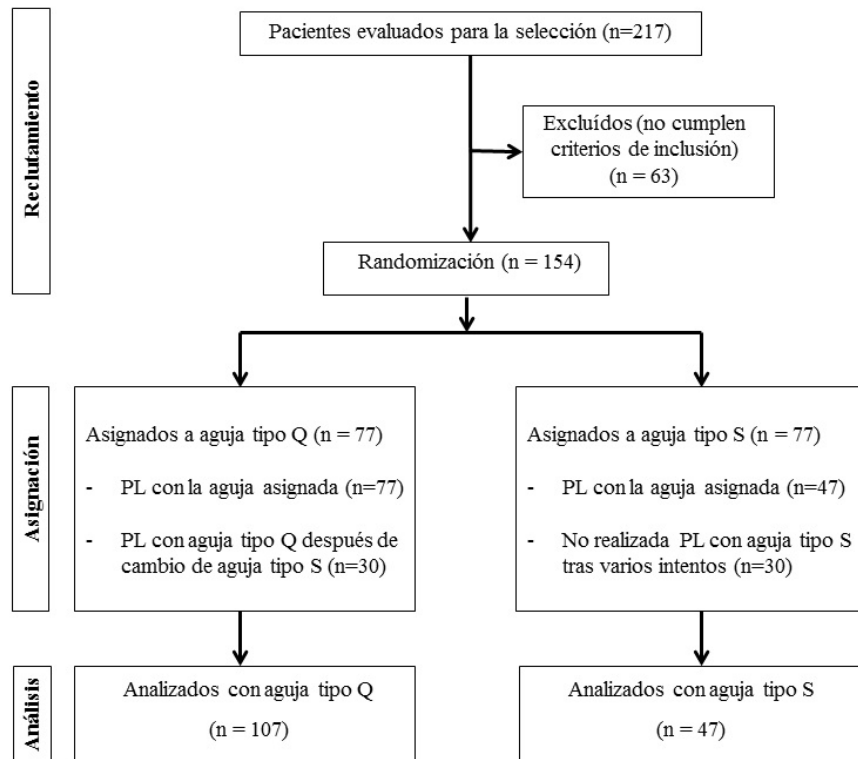 Reclutamiento
Pacientes evaluados para la selección (n=217)
Excluídos (no cumplen
criterios de inclusión)
(n = 63)
Randomización (n = 154)
Asignación
Asignados a aguja tipo Q (n = 77)
- PL con la aguja asignada (n=77)
- PL con aguja tipo Q después de
cambio de aguja tipo S (n=30)
Asignados a aguja tipo S (n = 77)
- PL con la aguja asignada (n=47)
- No realizada PL con aguja tipo S
tras varios intentos (n=30)
Análisis
Analizados con aguja tipo Q
(n = 107)
Analizados con aguja tipo S
(n = 47)